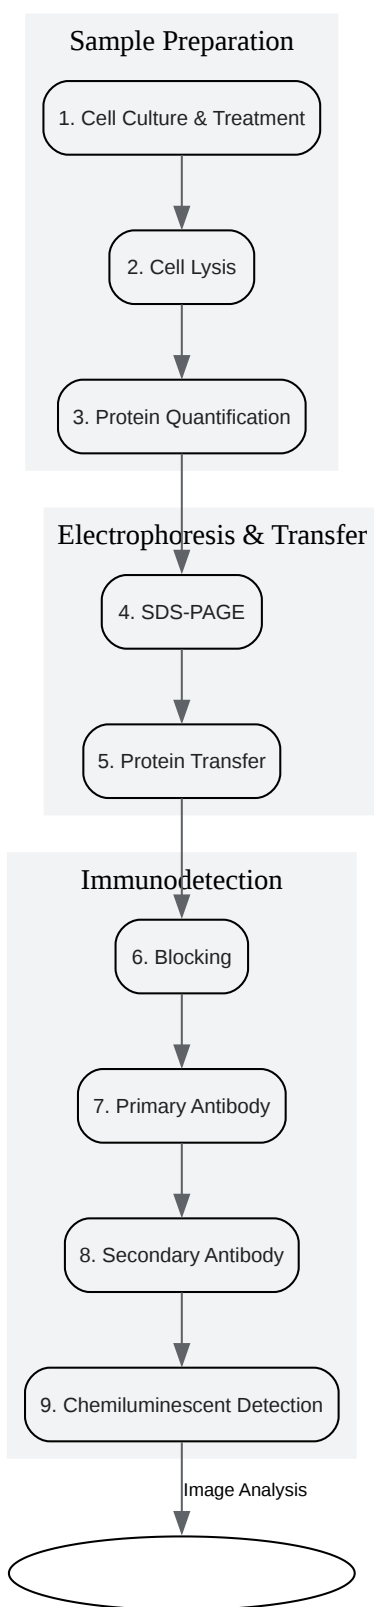 Sample Preparation
1. Cell Culture & Treatment
2. Cell Lysis
3. Protein Quantification
Electrophoresis & Transfer
4. SDS-PAGE
5. Protein Transfer
Immunodetection
6. Blocking
7. Primary Antibody
8. Secondary Antibody
9. Chemiluminescent Detection
Image Analysis